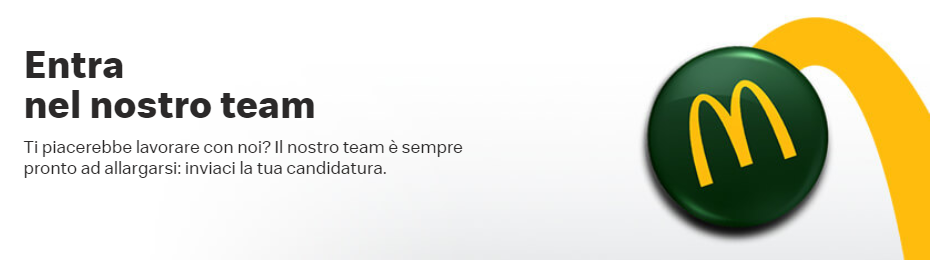 Entra
nel nostro team
Ti piacerebbe lavorare con noi? Il nostro team è sempre
pronto ad allargarsi: inviaci la tua candidatura.